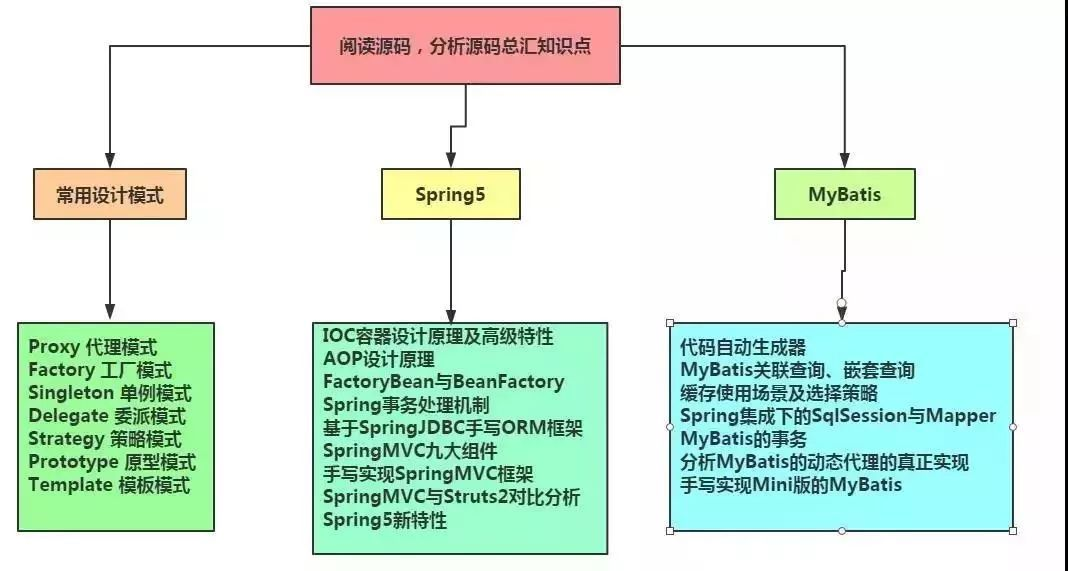 阅读源码，分析源码总汇知识点
常用设计模式
Spring5
MyBatis
Proxy 代理模式
Factory 工厂模式
Singleton 单例模式
Delegate 委派模式
Strategy 策略模式
Prototype 原型模式
Template 模板模式
IOC容器设计原理及高级特性
AOP设计原理
FactoryBean与BeanFactory
Spring事务处理机制
基于SpringJDBC手写ORM框架
SpringMVC九大组件
手写实现SpringMVC框架
SpringMVC与Struts2对比分析
Spring5新特性
代码自动生成器
MyBatis关联查询、嵌套查询
缓存使用场景及选择策略
Spring集成下的SqlSession与Mapper
MyBatis的事务
分析MyBatis的动态代理的真正实现
手写实现Mini版的MyBatis